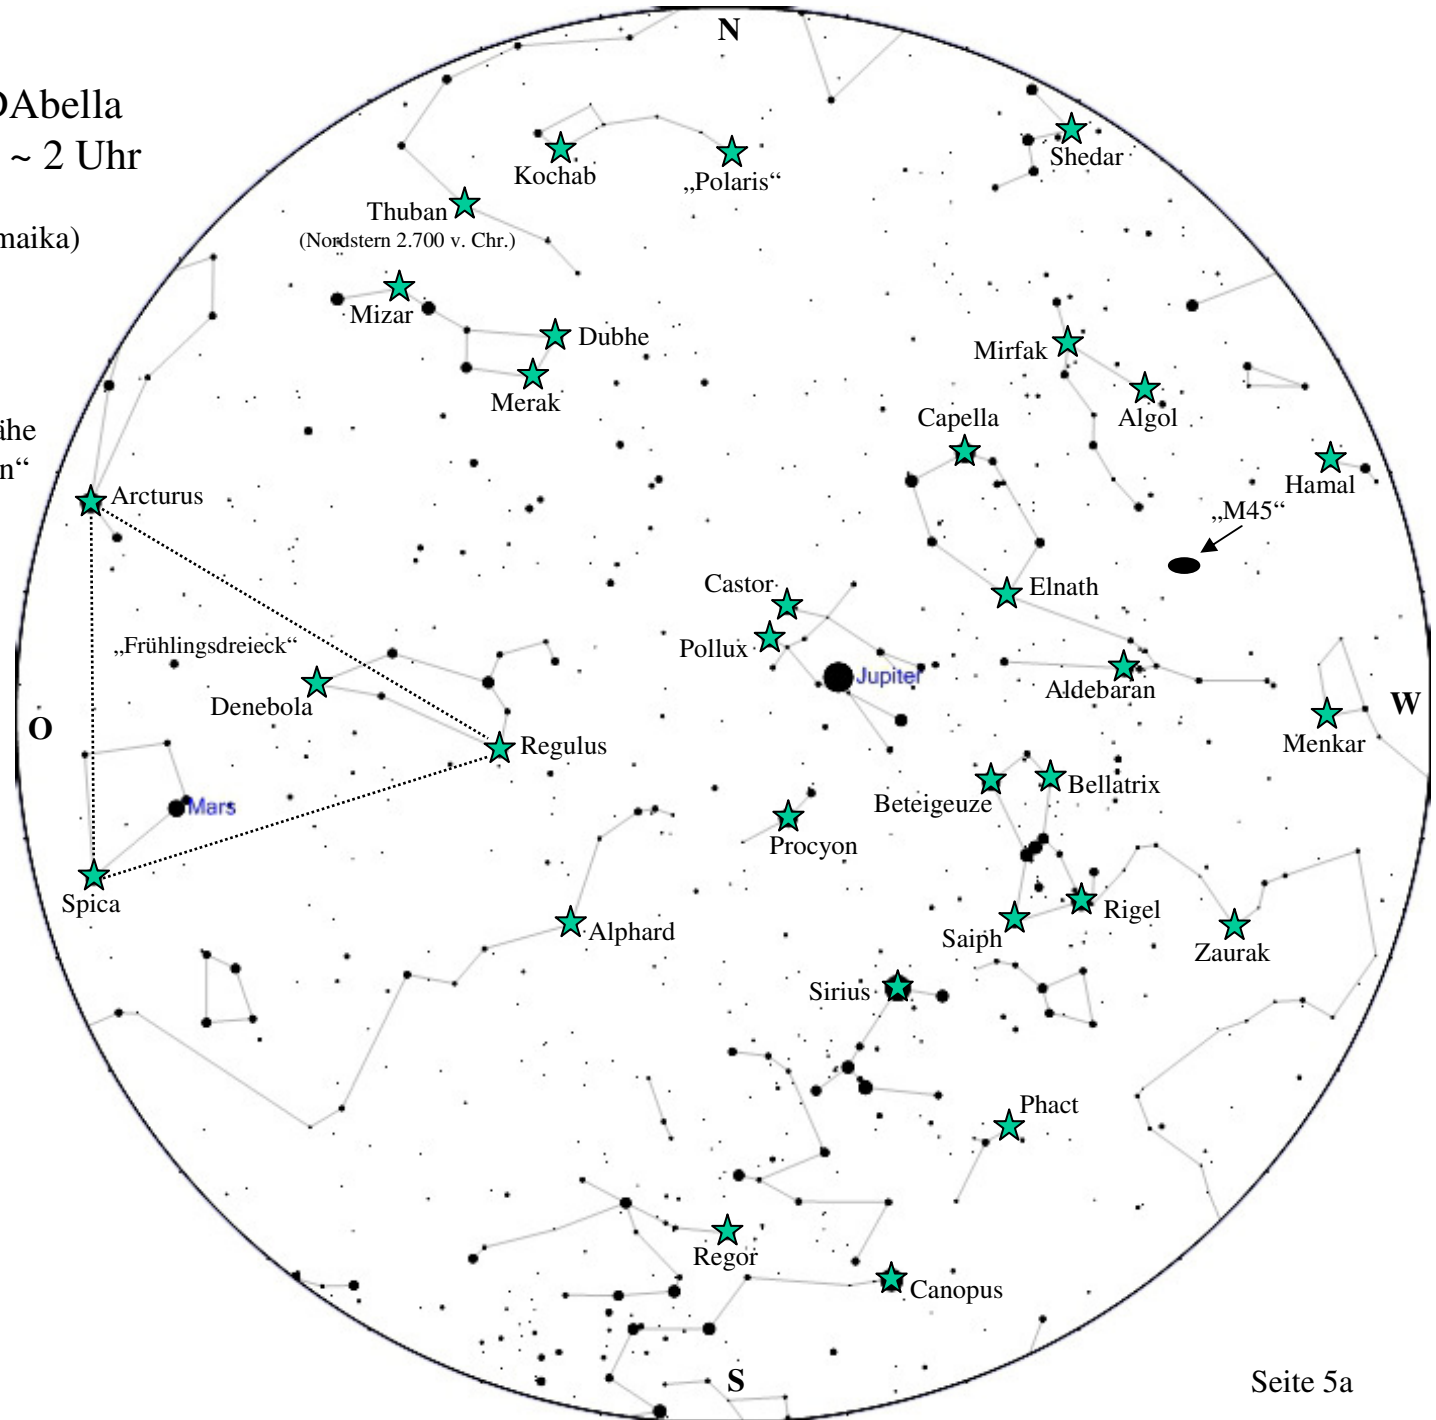 N
DAbella
~ 2 Uhr
maika)
Shedar
Kochab
„Polaris“
Thuban
(Nordstern 2.700 v. Chr.)
Mizar
Dubhe
Merak
Mirfak
Algol
Capella
ähe
n“
Hamal
Arcturus
„M45“
Castor
Elnath
Pollux
„Frühlingsdreieck“
Jupiter
Aldebaran
Denebola
O
W
Regulus
Menkar
Beteigeuze
Bellatrix
Mars
Procyon
Spica
Rigel
Alphard
Saiph
Zaurak
Sirius
Phact
Regor
Canopus
S
Seite 5a